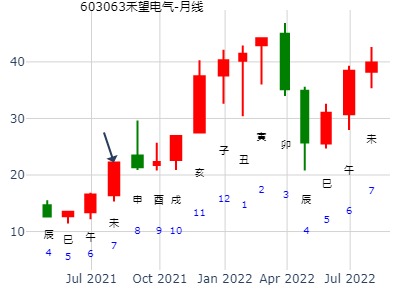 603063禾望电气-月线
40
30
20
10
辰
巳
午
未
申
酉
戌
亥
子
丑
寅
卯
辰
巳
午
未
4
5
6
7
8
9
10
11
12
1
2
3
4
5
6
7
Jul 2021
Oct 2021
Jan 2022
Apr 2022
Jul 2022